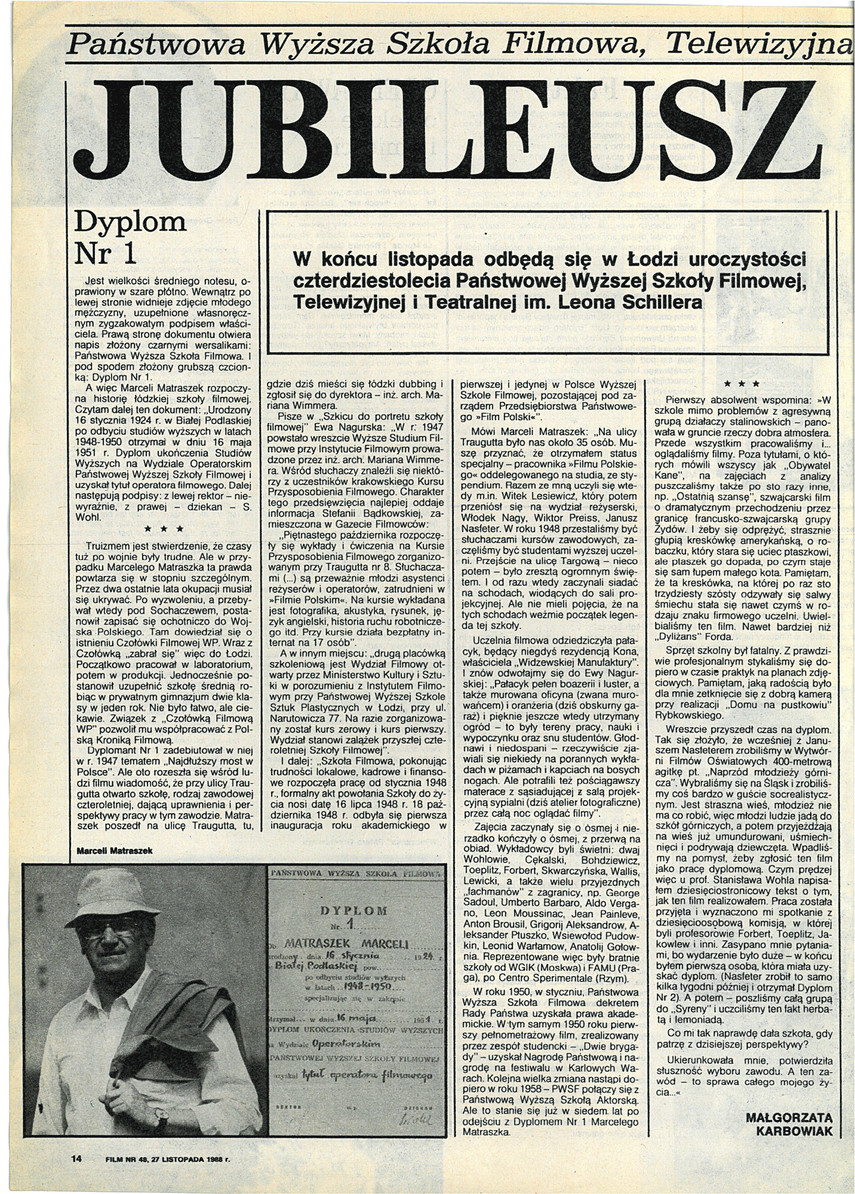 Państwowa Wyższa Szkoła Filmowa, Telewizyjna
JUBILEUSZ
Dyplom
Nr 1
Jest wielkości średniego notesu, o-
prawiony w szare płótno. Wewnątrz po
lewej stronie widnieje zdjęcie młodego
mężczyzny, uzupełnione własnoręcz-
nym zygzakowatym podpisem właści-
ciela. Prawą stronę dokumentu otwiera
napis złożony czarnymi wersalikami:
Państwowa Wyższa Szkoła Filmowa. I
pod spodem złożony grubszą czcion-
ką: Dyplom Nr 1.
A więc Marceli Matraszek rozpoczy-
na historię łódzkiej szkoły filmowej.
Czytam dalej ten dokument: „Urodzony
16 stycznia 1924 r. w Białej Podlaskiej
po odbyciu studiów wyższych w latach
1948-1950 otrzymał w dniu 16 maja
1951 r. Dyplom ukończenia Studiów
Wyższych na Wydziale Operatorskim
Państwowej Wyższej Szkoły Filmowej i
uzyskał tytuł operatora filmowego. Dalej
następują podpisy: z lewej rektor – nie-
wyraźnie, z prawej – dziekan – S.
Wohl.
* * *
Truizmem jest stwierdzenie, że czasy
tuż po wojnie były trudne. Ale w przy-
padku Marcelego Matraszka ta prawda
powtarza się w stopniu szczególnym.
Przez dwa ostatnie lata okupacji musiał
się ukrywać. Po wyzwoleniu, a przeby-
wał wtedy pod Sochaczewem, posta-
nowił zapisać się ochotniczo do Woj-
ska Polskiego. Tam dowiedział się o
istnieniu Czołówki Filmowej WP. Wraz z
Czołówką „zabrał się” więc do Łodzi.
Początkowo pracował w laboratorium,
potem w produkcji. Jednocześnie po-
stanowił uzupełnić szkołę średnią ro-
biąc w prywatnym gimnazjum dwie kla-
sy w jeden rok. Nie było łatwo, ale cie-
kawie. Związek z „Czołówką Filmową
WP” pozwolił mu współpracować z Pol-
ską Kroniką Filmową.
Dyplomant Nr 1 zadebiutował w niej
w r. 1947 tematem „Najdłuższy most w
Polsce”. Ale oto rozeszła się wśród lu-
dzi filmu wiadomość, że przy ulicy Trau-
gutta otwarto szkołę, rodzaj zawodowej
czteroletniej, dającą uprawnienia i per-
spektywy pracy w tym zawodzie. Matra-
szek poszedł na ulicę Traugutta, tu,
W końcu listopada odbędą się w Łodzi uroczystości
czterdziestolecia Państwowej Wyższej Szkoły Filmowej,
Telewizyjnej i Teatralnej im. Leona Schillera
gdzie dziś mieści się łódzki dubbing i
zgłosił się do dyrektora – inż. arch. Ma-
riana Wimmera.
Pisze w „Szkicu do portretu szkoły
filmowej” Ewa Nagurska: „W r. 1947
powstało wreszcie Wyższe Studium Fil-
mowe przy Instytucie Filmowym prowa-
dzone przez inż. arch. Mariana Wimme-
ra. Wśród słuchaczy znaleźli się niektó-
rzy z uczestników krakowskiego Kursu
Przysposobienia Filmowego. Charakter
tego przedsięwzięcia najlepiej oddaje
informacja Stefanii Bądkowskiej, za-
mieszczona w Gazecie Filmowców:
„Piętnastego października rozpoczę-
ły się wykłady i ćwiczenia na Kursie
Przysposobienia Filmowego zorganizo-
wanym przy Traugutta nr 8. Słuchacza-
mi (...) są przeważnie młodzi asystenci
reżyserów i operatorów, zatrudnieni w
»Filmie Polskim«. Na kursie wykładana
jest fotografika, akustyka, rysunek, ję-
zyk angielski, historia ruchu robotnicze-
go itd. Przy kursie działa bezpłatny in-
ternat na 17 osób”.
A w innym miejscu: „drugą placówką
szkoleniową jest Wydział Filmowy ot-
warty przez Ministerstwo Kultury i Sztu-
ki w porozumieniu z Instytutem Filmo-
wym przy Państwowej Wyższej Szkole
Sztuk Plastycznych w Łodzi, przy ul.
Narutowicza 77. Na razie zorganizowa-
ny został kurs zerowy i kurs pierwszy.
Wydział stanowi zalążek przyszłej czte-
roletniej Szkoły Filmowej”.
I dalej: „Szkoła Filmowa, pokonując
trudności lokalowe, kadrowe i finanso-
we rozpoczęła pracę od stycznia 1948
r., formalny akt powołania Szkoły do ży-
cia nosi datę 16 lipca 1948 r. 18 paź-
dziernika 1948 r. odbyła się pierwsza
inauguracja roku akademickiego w
pierwszej i jedynej w Polsce Wyższej
Szkole Filmowej, pozostającej pod za-
rządem Przedsiębiorstwa Państwowe-
go »Film Polski«”.
Mówi Marceli Matraszek: „Na ulicy
Traugutta było nas około 35 osób. Mu-
szę przyznać, że otrzymałem status
specjalny – pracownika »Filmu Polskie-
go« oddelegowanego na studia, ze sty-
pendium. Razem ze mną uczyli się wte-
dy m.in. Witek Lesiewicz, który potem
przeniósł się na wydział reżyserski,
Włodek Nagy, Wiktor Preiss, Janusz
Nasfeter. W roku 1948 przestaliśmy być
słuchaczami kursów zawodowych, za-
częliśmy być studentami wyższej uczel-
ni. Przejście na ulicę Targową – nieco
potem – było zresztą ogromnym świę-
tem. I od razu wtedy zaczynali siadać
na schodach, wiodących do sali pro-
jekcyjnej. Ale nie mieli pojęcia, że na
tych schodach weźmie początek legen-
da tej szkoły.
Uczelnia filmowa odziedziczyła pała-
cyk, będący niegdyś rezydencją Kona,
właściciela „Widzewskiej Manufaktury”.
I znów odwołajmy się do Ewy Nagur-
skiej: „Pałacyk pełen boazerii i luster, a
także murowana oficyna (zwana muro-
wańcem) i oranżeria (dziś obskurny ga-
raż) i pięknie jeszcze wtedy utrzymany
ogród – to były tereny pracy, nauki i
wypoczynku oraz snu studentów. Głod-
nawi i niedospani – rzeczywiście zja-
wiali się niekiedy na porannych wykła-
dach w piżamach i kapciach na bosych
nogach. Ale potrafili też pościągawszy
materace z sąsiadującej z salą projek-
cyjną sypialni (dziś atelier fotograficzne)
przez całą noc oglądać filmy”.
Zajęcia zaczynały się o ósmej i nie-
rzadko kończyły o ósmej, z przerwą na
obiad. Wykładowcy byli świetni: dwaj
Wohlowie, Cękalski, Bohdziewicz,
Toeplitz, Forbert, Skwarczyńska, Wallis,
Lewicki, a także wielu przyjezdnych
„fachmanów” z zagranicy, np. George
Sadoul, Umberto Barbaro, Aldo Verga-
no, Leon Moussinac, Jean Painleve,
Anton Brousil, Grigorij Aleksandrow, A-
leksander Ptuszko, Wsiewołod Pudow-
kin, Leonid Warłamow, Anatolij Gołow-
nia. Reprezentowane więc były bratnie
szkoły od WGIK (Moskwa) i FAMU (Pra-
ga), po Centro Sperimentale (Rzym).
W roku 1950, w styczniu, Państwowa
Wyższa Szkoła Filmowa dekretem
Rady Państwa uzyskała prawa akade-
mickie. W tym samym 1950 roku pierw-
szy pełnometrażowy film, zrealizowany
przez zespół studencki – „Dwie bryga-
dy” – uzyskał Nagrodę Państwową i na-
grodę na festiwalu w Karlowych Wa-
rach. Kolejna wielka zmiana nastąpi do-
piero w roku 1958 – PWSF połączy się z
Państwową Wyższą Szkołą Aktorską.
Ale to stanie się już w siedem lat po
odejściu z Dyplomem Nr 1 Marcelego
Matraszka.
* * *
Pierwszy absolwent wspomina: »W
szkole mimo problemów z agresywną
grupą działaczy stalinowskich – pano-
wała w gruncie rzeczy dobra atmosfera.
Przede wszystkim pracowaliśmy i...
oglądaliśmy filmy. Poza tytułami, o któ-
rych mówili wszyscy jak „Obywatel
Kane”, na zajęciach z analizy
puszczaliśmy także po sto razy inne,
np. „Ostatnią szansę”, szwajcarski film
o dramatycznym przechodzeniu przez
granicę francusko-szwajcarską grupy
Żydów. I żeby się odprężyć, strasznie
głupią kreskówkę amerykańską, o ro-
baczku, który stara się uciec ptaszkowi,
ale ptaszek go dopada, po czym staje
się sam łupem małego kota. Pamiętam,
że ta kreskówka, na której po raz sto
trzydziesty szósty odzywały się salwy
śmiechu stała się nawet czymś w ro-
dzaju znaku firmowego uczelni. Uwiel-
bialiśmy ten film. Nawet bardziej niż
„Dyliżans” Forda.
Sprzęt szkolny był fatalny. Z prawdzi-
wie profesjonalnym stykaliśmy się do-
piero w czasie praktyk na planach zdję-
ciowych. Pamiętam, jaką radością było
dla mnie zetknięcie się z dobrą kamerą
przy realizacji „Domu na pustkowiu”
Rybkowskiego.
Wreszcie przyszedł czas na dyplom.
Tak się złożyło, że wcześniej z Janu-
szem Nasfeterem zrobiliśmy w Wytwór-
ni Filmów Oświatowych 400-metrową
agitkę pt. „Naprzód młodzieży górni-
cza”. Wybraliśmy się na Śląsk i zrobiliś-
my coś bardzo w guście socrealistycz-
nym. Jest straszna wieś, młodzież nie
ma co robić, więc młodzi ludzie jadą do
szkół górniczych, a potem przyjeżdżają
na wieś już umundurowani, uśmiech-
nięci i podrywają dziewczęta. Wpadliś-
my na pomysł, żeby zgłosić ten film
jako pracę dyplomową. Czym prędzej
więc u prof. Stanisława Wohla napisa-
łem dziesięciostronicowy tekst o tym,
jak ten film realizowałem. Praca została
przyjęta i wyznaczono mi spotkanie z
dziesięcioosobową komisją, w której
byli profesorowie Forbert, Toeplitz, Ja-
kowlew i inni. Zasypano mnie pytania-
mi, bo wydarzenie było duże – w końcu
byłem pierwszą osobą, która miała uzy-
skać dyplom. (Nasfeter zrobił to samo
kilka tygodni później i otrzymał Dyplom
Nr 2). A potem – poszliśmy całą grupą
do „Syreny” i uczciliśmy ten fakt herba-
tą i lemoniadą.
Co mi tak naprawdę dała szkoła, gdy
patrzę z dzisiejszej perspektywy?
Ukierunkowała mnie, potwierdziła
słuszność wyboru zawodu. A ten za-
wód – to sprawa całego mojego ży-
cia...«
MAŁGORZATA
KARBOWIAK
Marceli Matraszek
PAŃSTWOWA WYŻSZA SZKOŁA FILMOWA
DYPLOM
Nr. 1
MATRASZEK MARCELI
urodzony dnia 16 stycznia 1924 r.
Białej Podlaskiej pow.
po odbyciu studiów wyższych
w latach 1948-1950
specjalizując się w zakresie
otrzymał w dniu 16 maja 1951 r.
DYPLOM UKOŃCZENIA STUDIÓW WYŻSZYCH
na Wydziale Operatorskim
PAŃSTWOWEJ WYŻSZEJ SZKOŁY FILMOWEJ
uzyskał tytuł operatora filmowego
REKTOR DZIEKAN
14 FILM NR 48, 27 LISTOPADA 1988 r.